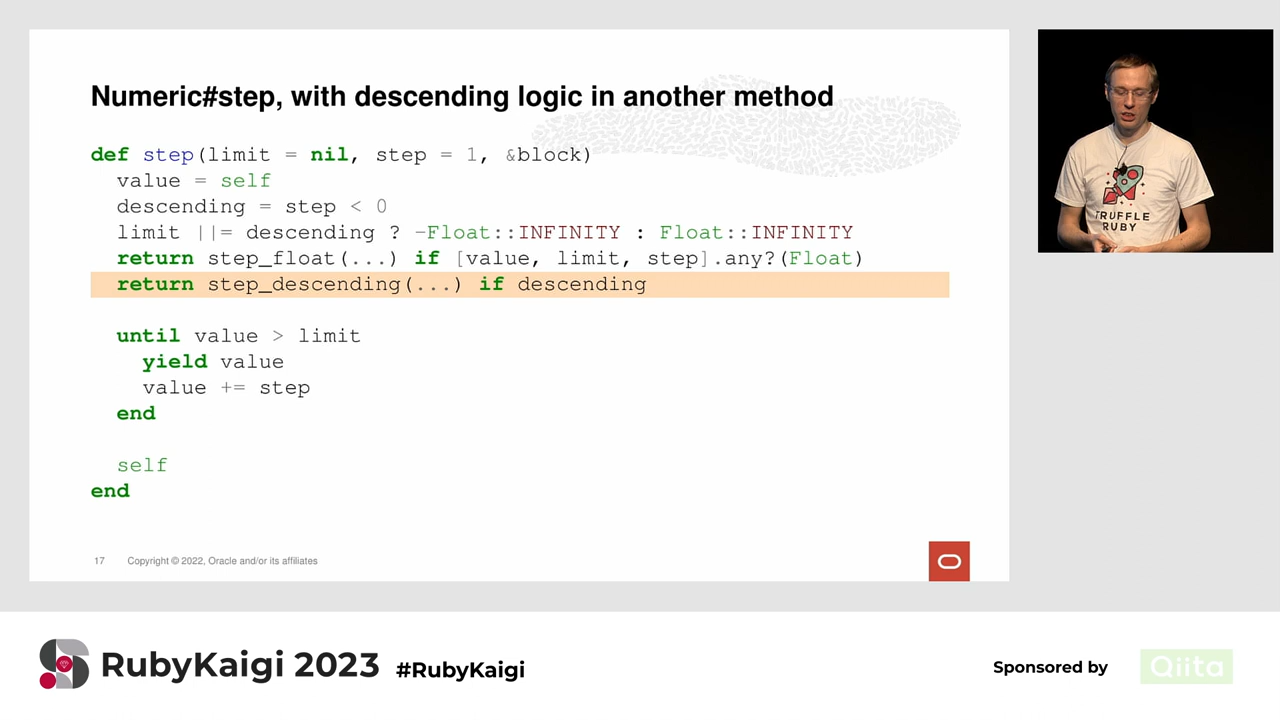 Numeric#step, with descending logic in another method
def step(limit = nil, step = 1, &block)
value = self
descending = step < 0
limit ||= descending ? -Float::INFINITY : Float::INFINITY
return step_float(...) if [value, limit, step].any?(Float)
return step_descending(...) if descending
until value > limit
yield value
value += step
end
self
end
17 Copyright © 2022, Oracle and/or its affiliates
TRUFFLE
RUBY
RubyKaigi 2023 #RubyKaigi
Sponsored by Qiita